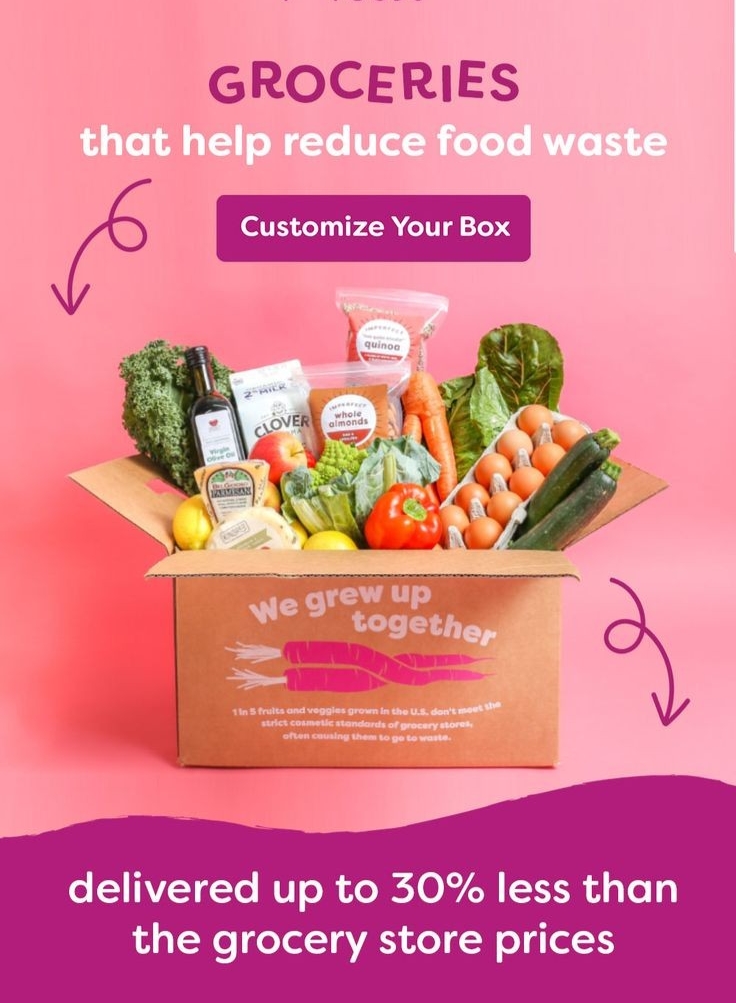 GROCERIES
that help reduce food waste
Customize Your Box
IMPERFECT
quinoa
2% MILK
CLOVER
IMPERFECT
whole
almonds
Virgin
Olive Oil
BELGIOIOSO
PARMESAN
We grew up
together
1 in 5 fruits and veggies grown in the U.S. don't meet the
strict cosmetic standards of grocery stores,
often causing them to go to waste.
delivered up to 30% less than
the grocery store prices